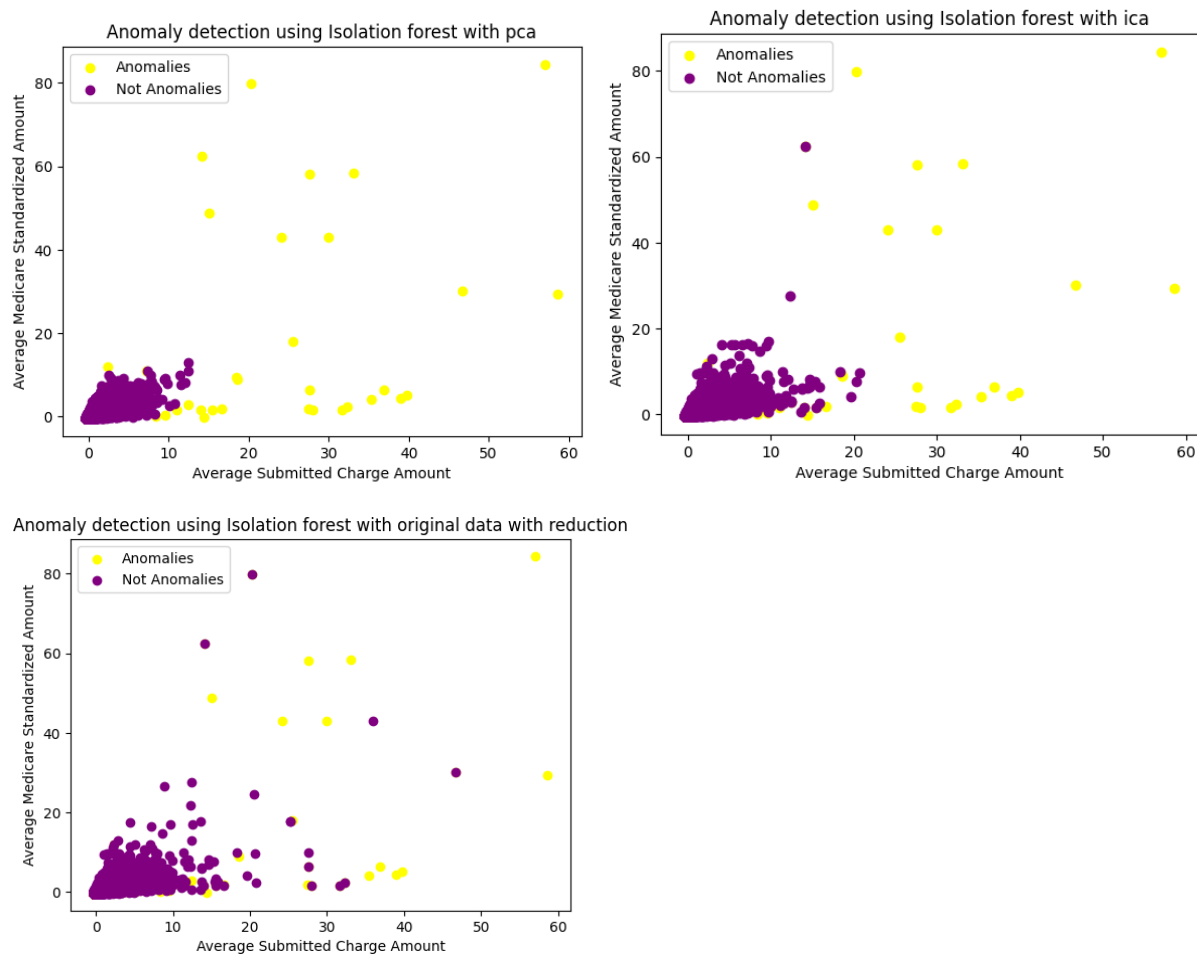 Anomaly detection using Isolation forest with pca
Anomalies
Not Anomalies
Average Medicare Standardized Amount
80
60
40
20
0
0 10 20 30 40 50 60
Average Submitted Charge Amount
Anomaly detection using Isolation forest with ica
Anomalies
Not Anomalies
Average Medicare Standardized Amount
80
60
40
20
0
0 10 20 30 40 50 60
Average Submitted Charge Amount
Anomaly detection using Isolation forest with original data with reduction
Anomalies
Not Anomalies
Average Medicare Standardized Amount
80
60
40
20
0
0 10 20 30 40 50 60
Average Submitted Charge Amount